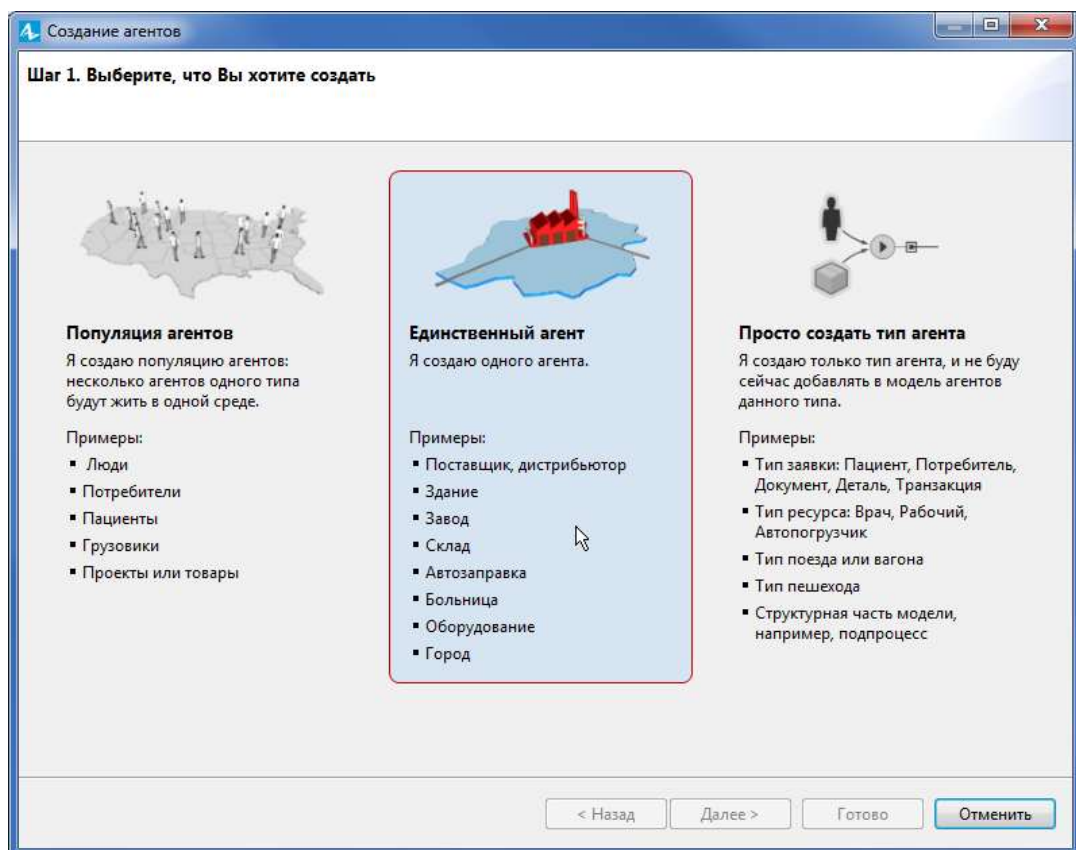 Создание агентов
Шаг 1. Выберите, что Вы хотите создать
Популяция агентов
Я создаю популяцию агентов:
несколько агентов одного типа
будут жить в одной среде.
Примеры:
▪ Люди
▪ Потребители
▪ Пациенты
▪ Грузовики
▪ Проекты или товары
Единственный агент
Я создаю одного агента.
Примеры:
▪ Поставщик, дистрибьютор
▪ Здание
▪ Завод
▪ Склад
▪ Автозаправка
▪ Больница
▪ Оборудование
▪ Город
Просто создать тип агента
Я создаю только тип агента, и не буду
сейчас добавлять в модель агентов
данного типа.
Примеры:
▪ Тип заявки: Пациент, Потребитель,
Документ, Деталь, Транзакция
▪ Тип ресурса: Врач, Рабочий,
Автопогрузчик
▪ Тип поезда или вагона
▪ Тип пешехода
▪ Структурная часть модели,
например, подпроцесс
< Назад
Далее >
Готово
Отменить